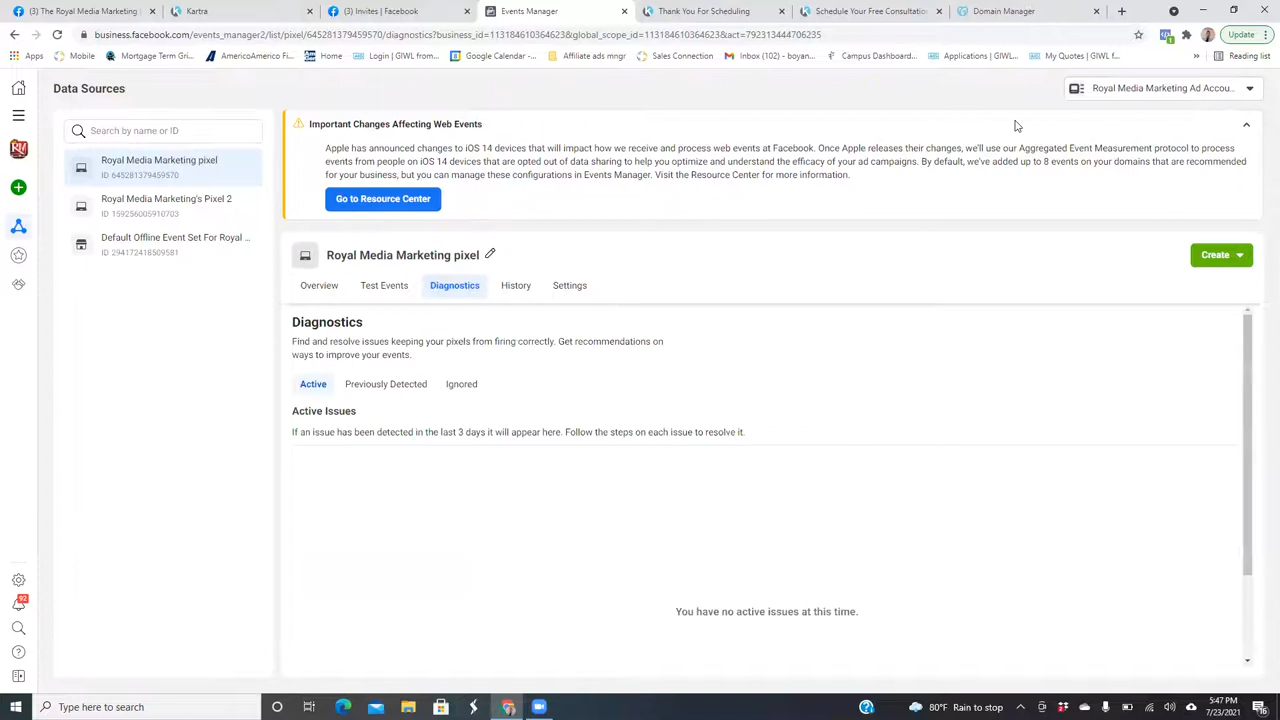 (3) The Royal Media Marketing
Kartra
(3) Invites | Facebook
Events Manager
Thank You For Scheduling
Schedule Your Free Consultatio
Domain Manager
business.facebook.com/events_manager2/list/pixel/645281379459570/diagnostics?business_id=113184610364623&global_scope_id=113184610364623&act=792313444706235
Update
Apps
Mobile
Mortgage Term Gri...
AmericoAmerico Fi...
Home
Login | GIWL from...
Google Calendar -...
Affiliate ads mngr
Sales Connection
Inbox (102) - boyan...
Campus Dashboard...
Applications | GIWL...
My Quotes | GIWL f...
»
Reading list
Data Sources
Royal Media Marketing Ad Accou...
Search by name or ID
Royal Media Marketing pixel
ID 645281379459570
Royal Media Marketing's Pixel 2
ID 159256005910703
Default Offline Event Set For Royal ...
ID 294172418509581
Important Changes Affecting Web Events
Apple has announced changes to iOS 14 devices that will impact how we receive and process web events at Facebook. Once Apple releases their changes, we'll use our Aggregated Event Measurement protocol to process
events from people on iOS 14 devices that are opted out of data sharing to help you optimize and understand the efficacy of your ad campaigns. By default, we've added up to 8 events on your domains that are recommended
for your business, but you can manage these configurations in Events Manager. Visit the Resource Center for more information.
Go to Resource Center
Royal Media Marketing pixel
Create
Overview
Test Events
Diagnostics
History
Settings
Diagnostics
Find and resolve issues keeping your pixels from firing correctly. Get recommendations on
ways to improve your events.
Active
Previously Detected
Ignored
Active Issues
If an issue has been detected in the last 3 days it will appear here. Follow the steps on each issue to resolve it.
You have no active issues at this time.
92
Type here to search
80°F Rain to stop
5:47 PM
7/23/2021
16